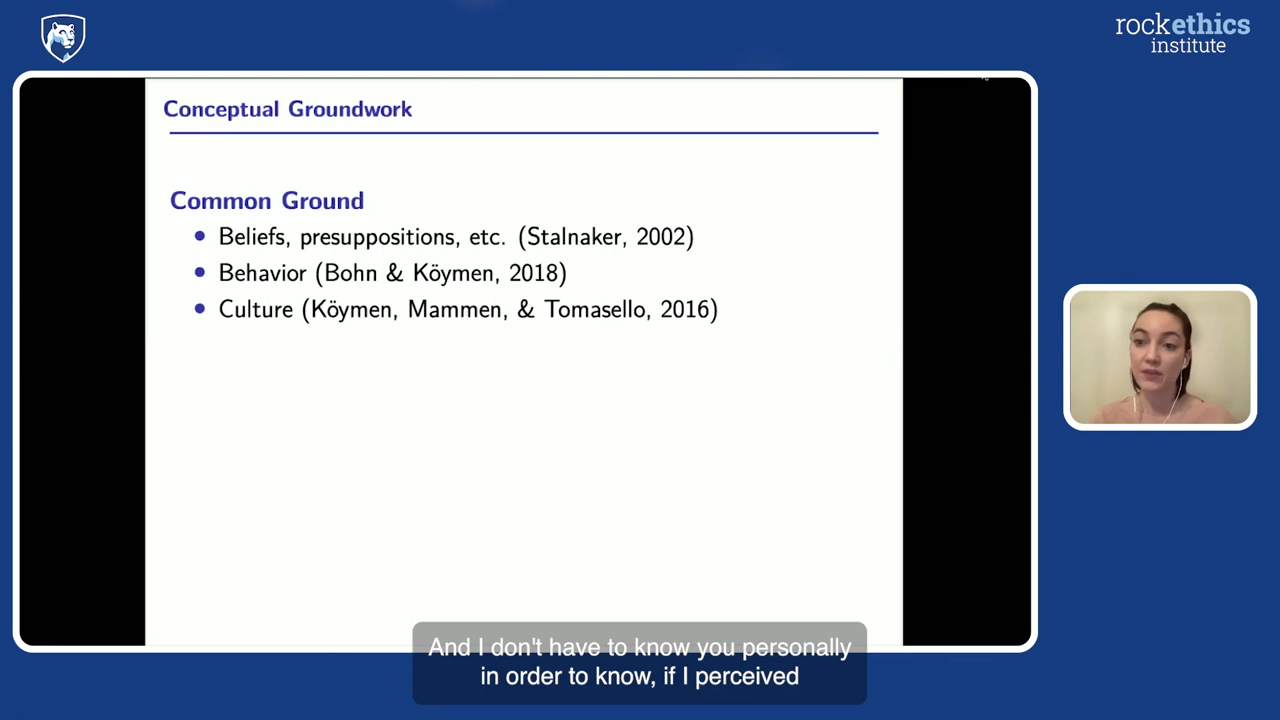 rockethics
institute
Conceptual Groundwork
Common Ground
• Beliefs, presuppositions, etc. (Stalnaker, 2002)
• Behavior (Bohn & Köymen, 2018)
• Culture (Köymen, Mammen, & Tomasello, 2016)
And I don't have to know you personally
in order to know, if I perceived